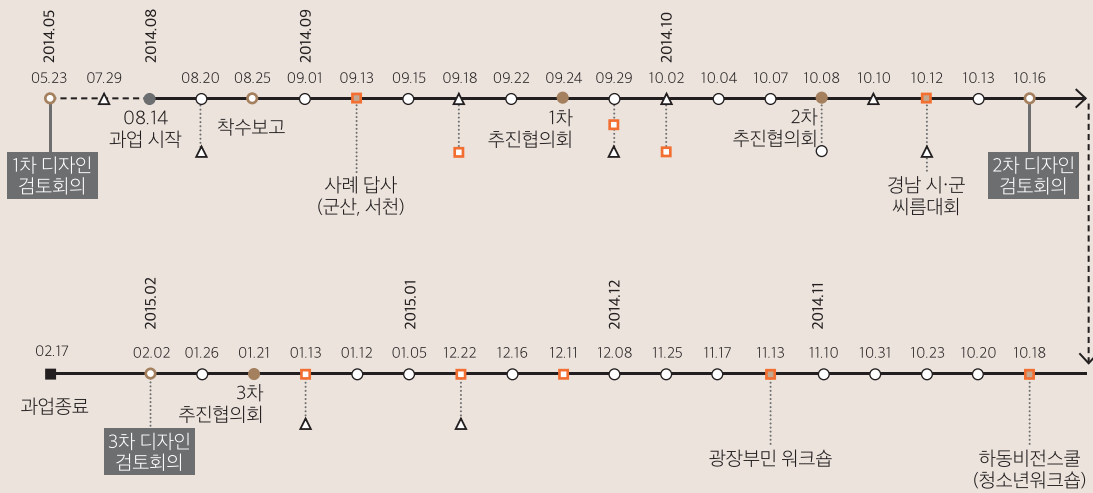 2014.05
2014.08
2014.09
2014.10
05.23
07.29
08.20
08.25
09.01
09.13
09.15
09.18
09.22
09.24
09.29
10.02
10.04
10.07
10.08
10.10
10.12
10.13
10.16
08.14
과업 시작
착수보고
1차
추진협의회
2차
추진협의회
1차 디자인
검토회의
사례 답사
(군산, 서천)
경남 시·군
씨름대회
2차 디자인
검토회의
2015.02
2015.01
2014.12
2014.11
02.17
02.02
01.26
01.21
01.13
01.12
01.05
12.22
12.16
12.11
12.08
11.25
11.17
11.13
11.10
10.31
10.23
10.20
10.18
과업종료
3차
추진협의회
3차 디자인
검토회의
광장부민 워크숍
하동비전스쿨
(청소년워크숍)